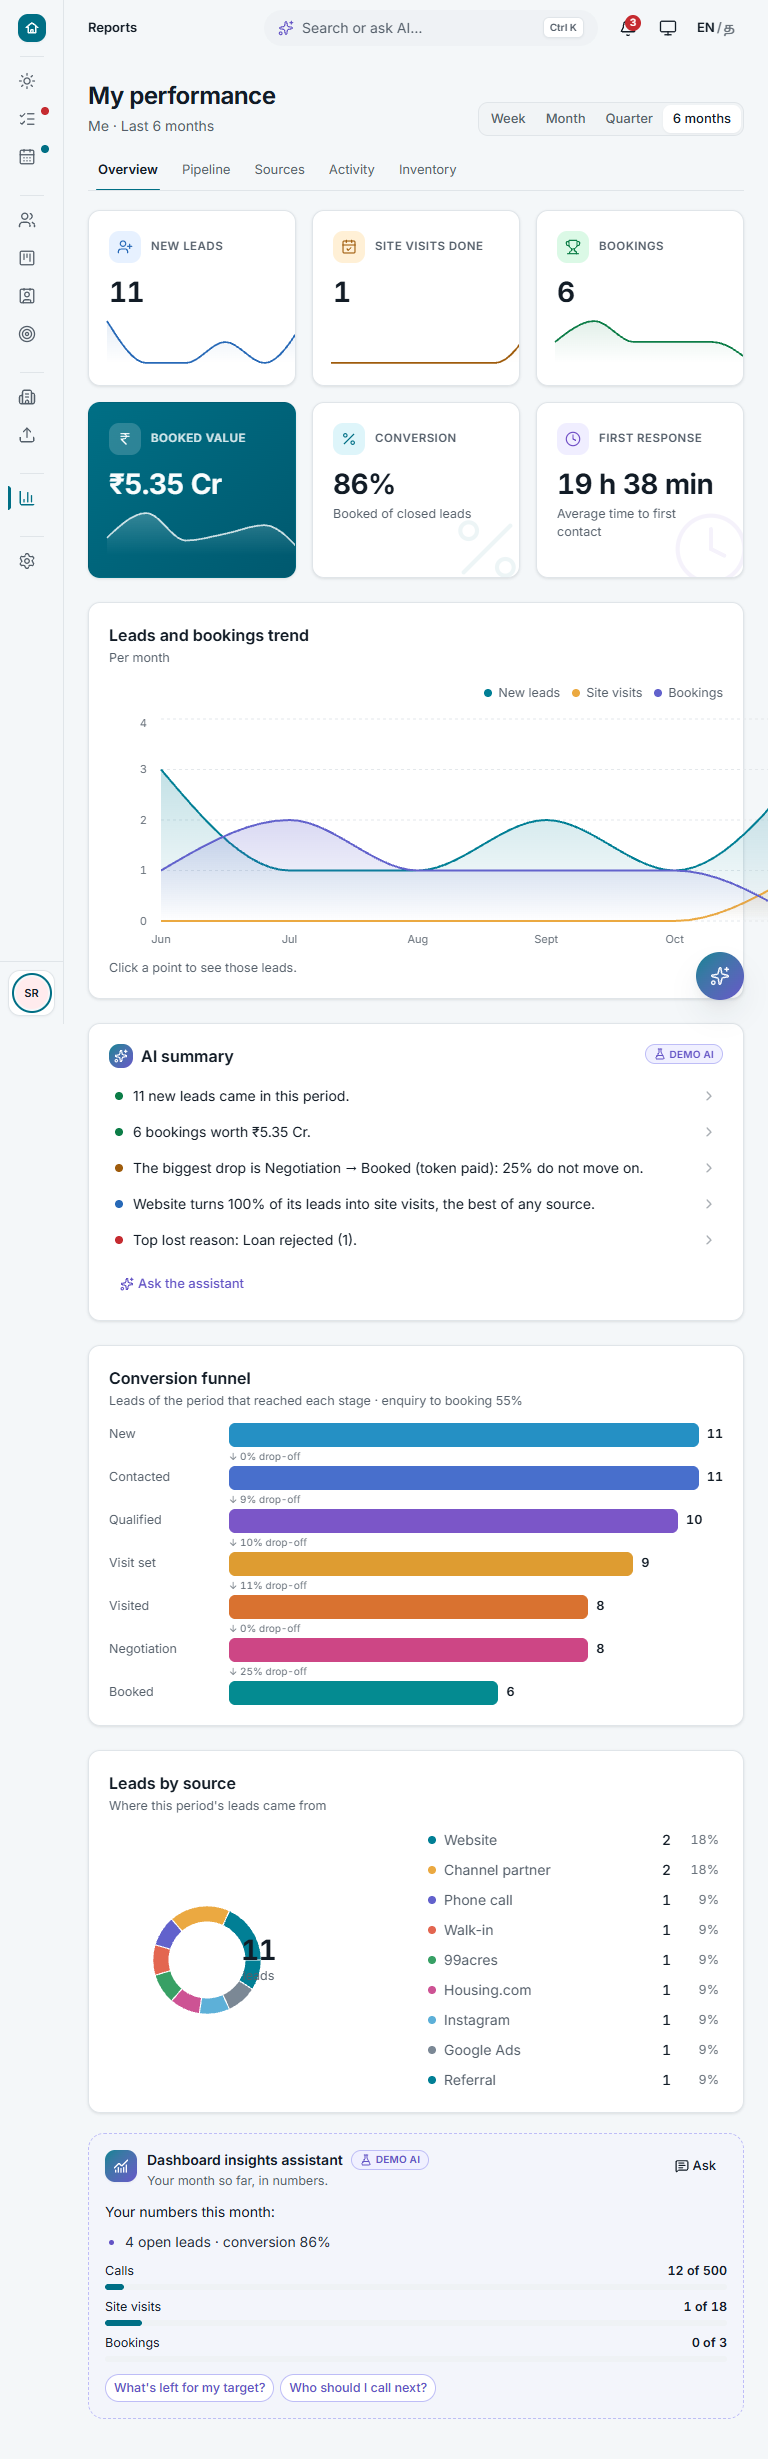 Reports
Search or ask AI...
Ctrl K
3
EN / த
My performance
Me · Last 6 months
Week
Month
Quarter
6 months
Overview
Pipeline
Sources
Activity
Inventory
NEW LEADS
11
SITE VISITS DONE
1
BOOKINGS
6
BOOKED VALUE
₹5.35 Cr
CONVERSION
86%
Booked of closed leads
FIRST RESPONSE
19 h 38 min
Average time to first
contact
Leads and bookings trend
Per month
New leads
Site visits
Bookings
4
3
2
1
0
Jun
Jul
Aug
Sept
Oct
Click a point to see those leads.
SR
AI summary
DEMO AI
11 new leads came in this period.
6 bookings worth ₹5.35 Cr.
The biggest drop is Negotiation → Booked (token paid): 25% do not move on.
Website turns 100% of its leads into site visits, the best of any source.
Top lost reason: Loan rejected (1).
Ask the assistant
Conversion funnel
Leads of the period that reached each stage · enquiry to booking 55%
New 11
↓ 0% drop-off
Contacted 11
↓ 9% drop-off
Qualified 10
↓ 10% drop-off
Visit set 9
↓ 11% drop-off
Visited 8
↓ 0% drop-off
Negotiation 8
↓ 25% drop-off
Booked 6
Leads by source
Where this period's leads came from
11
Website 2 18%
Channel partner 2 18%
Phone call 1 9%
Walk-in 1 9%
99acres 1 9%
Housing.com 1 9%
Instagram 1 9%
Google Ads 1 9%
Referral 1 9%
Dashboard insights assistant
DEMO AI
Ask
Your month so far, in numbers.
Your numbers this month:
4 open leads · conversion 86%
Calls 12 of 500
Site visits 1 of 18
Bookings 0 of 3
What's left for my target?
Who should I call next?